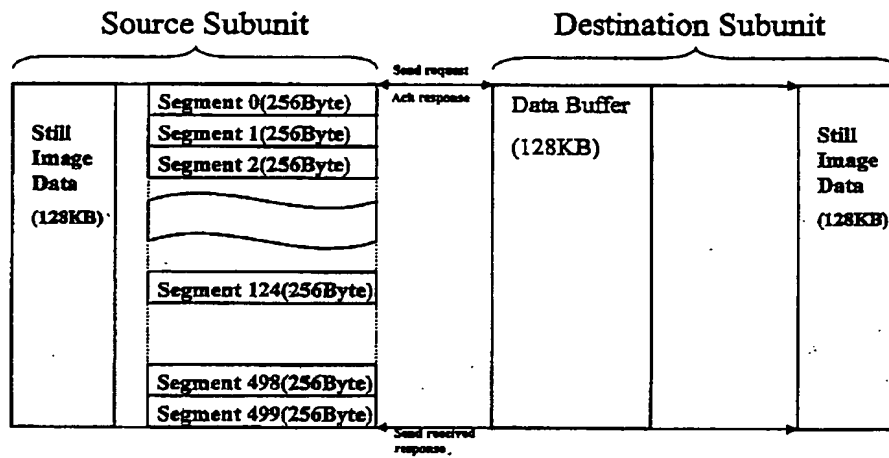 Source Subunit
Destination Subunit
Send request
Ack response
Still
Image
Data
(128KB)
Segment 0(256Byte)
Segment 1(256Byte)
Segment 2(256Byte)
Segment 124(256Byte)
Segment 498(256Byte)
Segment 499(256Byte)
Data Buffer
(128KB)
Still
Image
Data
(128KB)
Send received
response